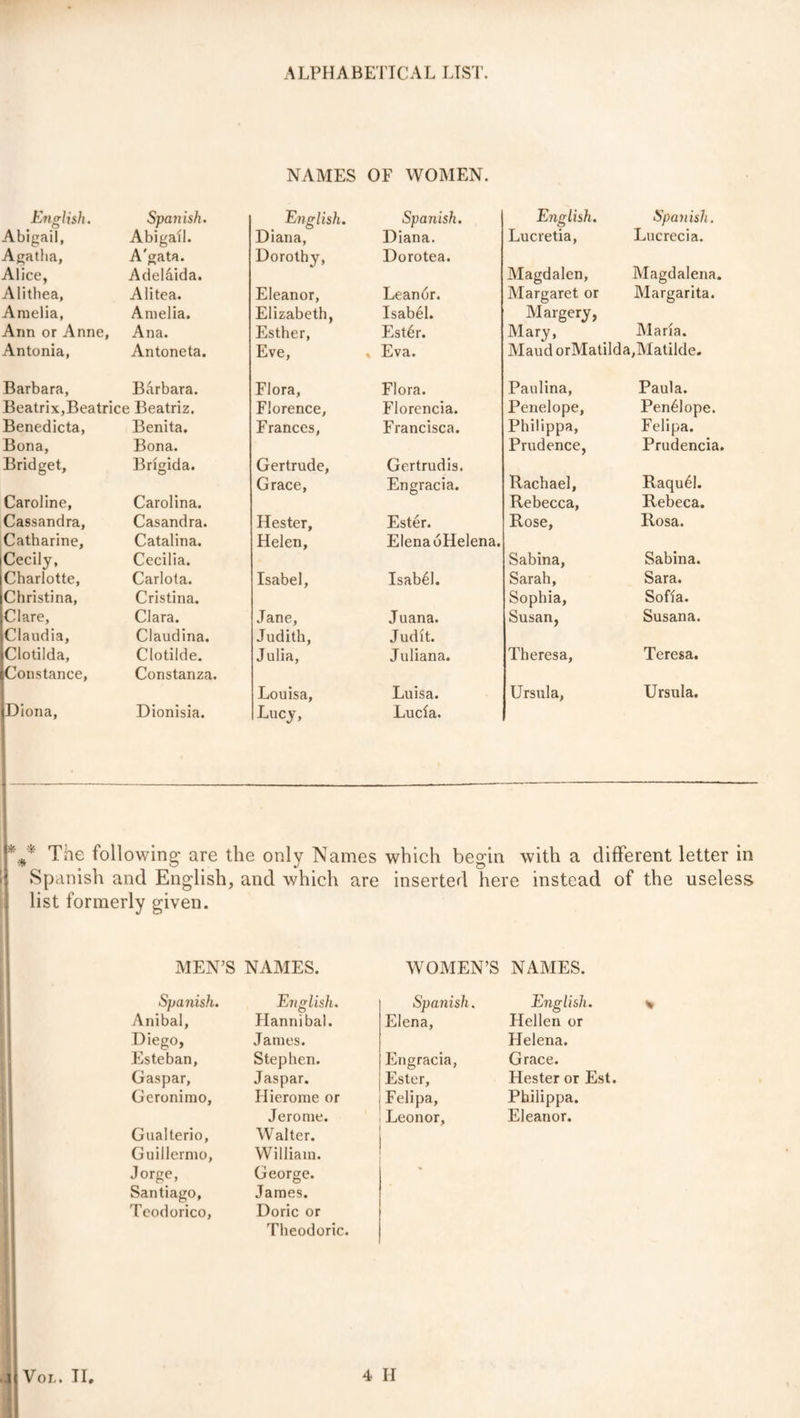 ALPHABETICAL LIST.
NAMES OF WOMEN.
English. Spanish.
Abigail, Abigaíl.
Agatha, A'gata.
Alice, Adeláida.
Alithea, Alitea.
Amelia, Amelia.
Ann or Anne, Ana.
Antonia, Antoneta.
Barbara, Bárbara.
Beatrix,Beatrice Beatriz.
Benedicta, Benita.
Bona, Bona.
Bridget, Brígida.
Caroline, Carolina.
Cassandra, Casandra.
Catharine, Catalina.
Cecily, Cecilia.
Charlotte, Carlota.
Christina, Cristina.
Clare, Clara.
Claudia, Claudina.
Clotilda, Clotilde.
Constance, Constanza.
Diona, Dionisia.
English. Spanish.
Diana, Diana.
Dorothy, Dorotea.
Eleanor, Leanór.
Elizabeth, Isabél.
Esther, Estér.
Eve, Eva.
Flora, Flora.
Florence, Florencia.
Frances, Francisca.
Gertrude, Gertrudis.
Grace, Engracia.
Hester, Estér.
Helen, Elena óHelena.
Isabel, Isabél.
Jane, Juana.
Judith, Judít.
Julia, Juliana.
Louisa, Luisa.
Lucy, Lucía.
English. Spanish.
Lucretia, Lucrecia.
Magdalen, Magdalena.
Margaret or Margarita.
Margery,
Mary, María.
Maud orMatilda,Matilde.
Paulina, Paula.
Penelope, Penélope.
Philippa, Felipa.
Prudence, Prudencia.
Rachael, Raquél.
Rebecca, Rebeca.
Rose, Rosa.
Sabina, Sabina.
Sarah, Sara.
Sophia, Sofía.
Susan, Susana.
Theresa, Teresa.
Ursula, Ursula.
*** The following are the only Names which begin with a different letter in
Spanish and English, and which are inserted here instead of the useless
list formerly given.
MEN'S NAMES.
Spanish. English.
Anibal, Hannibal.
Diego, James.
Esteban, Stephen.
Gaspar, Jaspar.
Geronimo, Hierome or
Jerome.
Gualterio, Walter.
Guillermo, William.
Jorge, George.
Santiago, James.
Teodorico, Doric or
Theodoric.
WOMEN'S NAMES.
Spanish. English.
Elena, Hellen or
Helena.
Engracia, Grace.
Ester, Hester or Est.
Felipa, Philippa.
Leonor, Eleanor.
Vol. II. 4 H